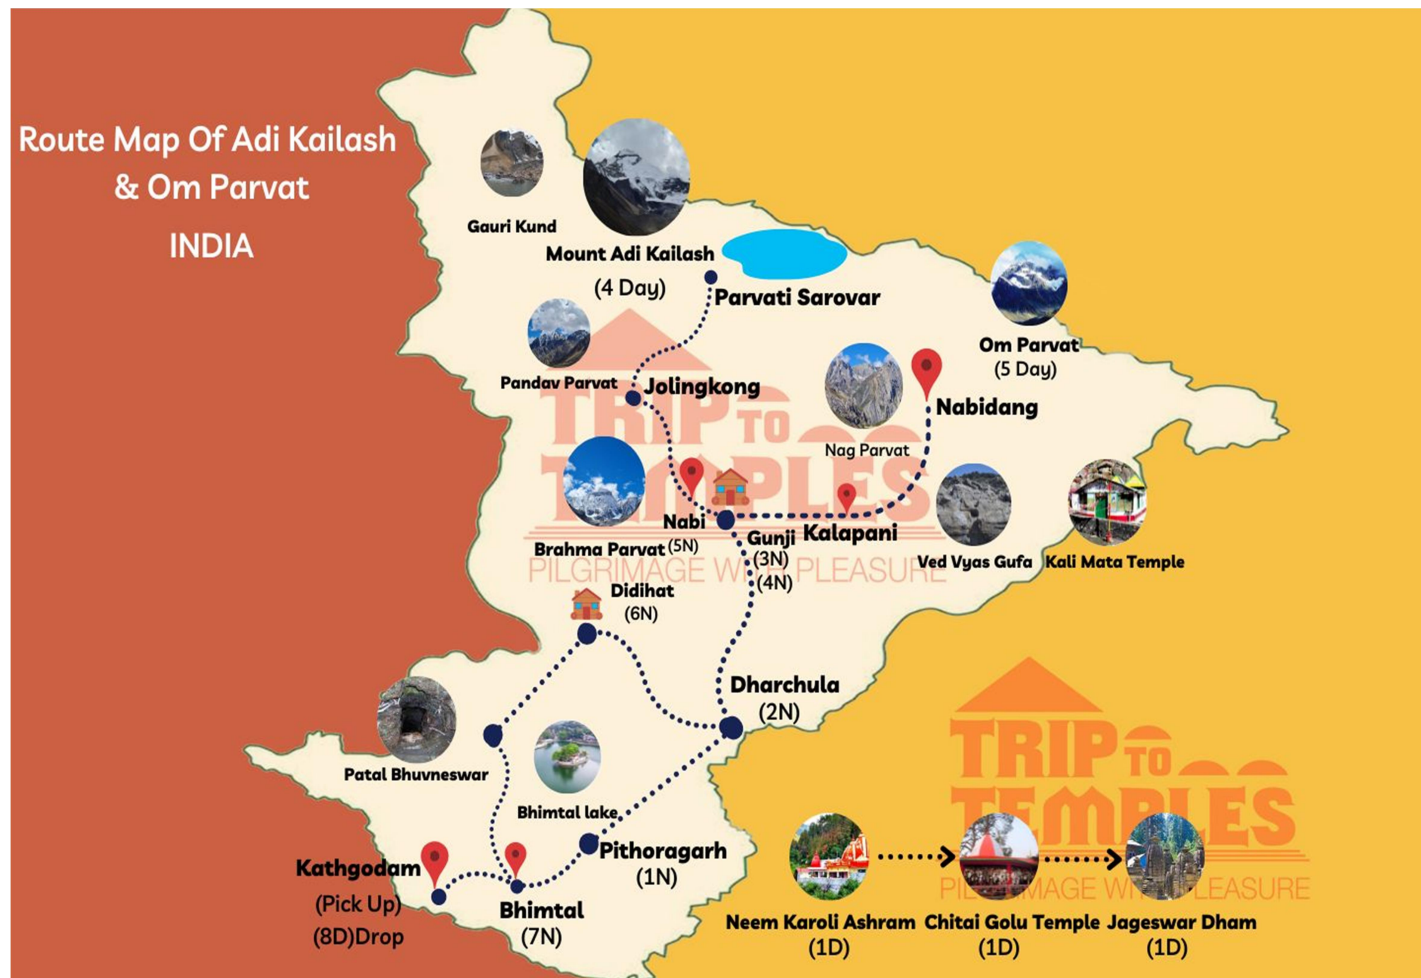 Route Map Of Adi Kailash
& Om Parvat
INDIA
Gauri Kund
Mount Adi Kailash
(4 Day)
Parvati Sarovar
Om Parvat
(5 Day)
Pandav Parvat
Jolingkong
Nabidang
Nag Parvat
TRIP TO
TEMPLES
PILGRIMAGE WITH PLEASURE
Brahma Parvat
Nabi
(5N)
Gunji
(3N)
(4N)
Kalapani
Ved Vyas Gufa
Kali Mata Temple
Didihat
(6N)
Dharchula
(2N)
Patal Bhuvneswar
Bhimtal lake
Pithoragarh
(1N)
Kathgodam
(Pick Up)
(8D)Drop
Bhimtal
(7N)
TRIP TO
TEMPLES
PILGRIMAGE WITH PLEASURE
Neem Karoli Ashram
(1D)
Chitai Golu Temple
(1D)
Jageswar Dham
(1D)